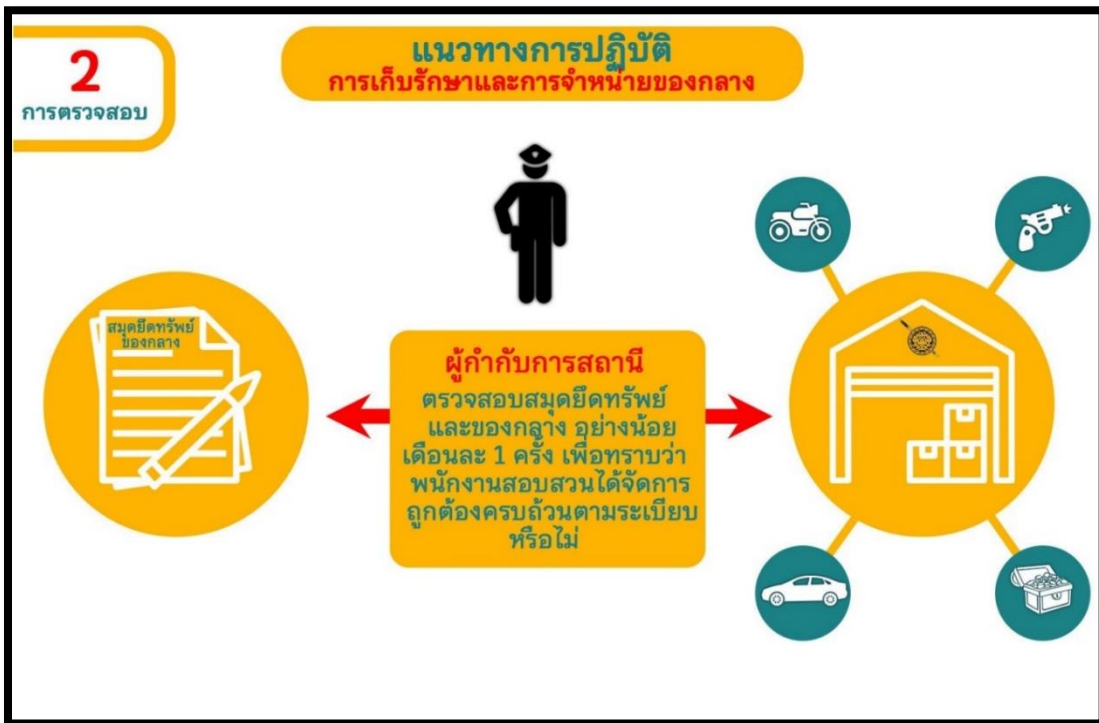 2
การตรวจสอบ
แนวทางการปฏิบัติ
การเก็บรักษาและการจำหน่ายของกลาง
สมุดยึดทรัพย์
ของกลาง
ผู้กำกับการสถานี
ตรวจสอบสมุดยึดทรัพย์
และของกลาง อย่างน้อย
เดือนละ 1 ครั้ง เพื่อทราบว่า
พนักงานสอบสวนได้จัดการ
ถูกต้องครบถ้วนตามระเบียบ
หรือไม่